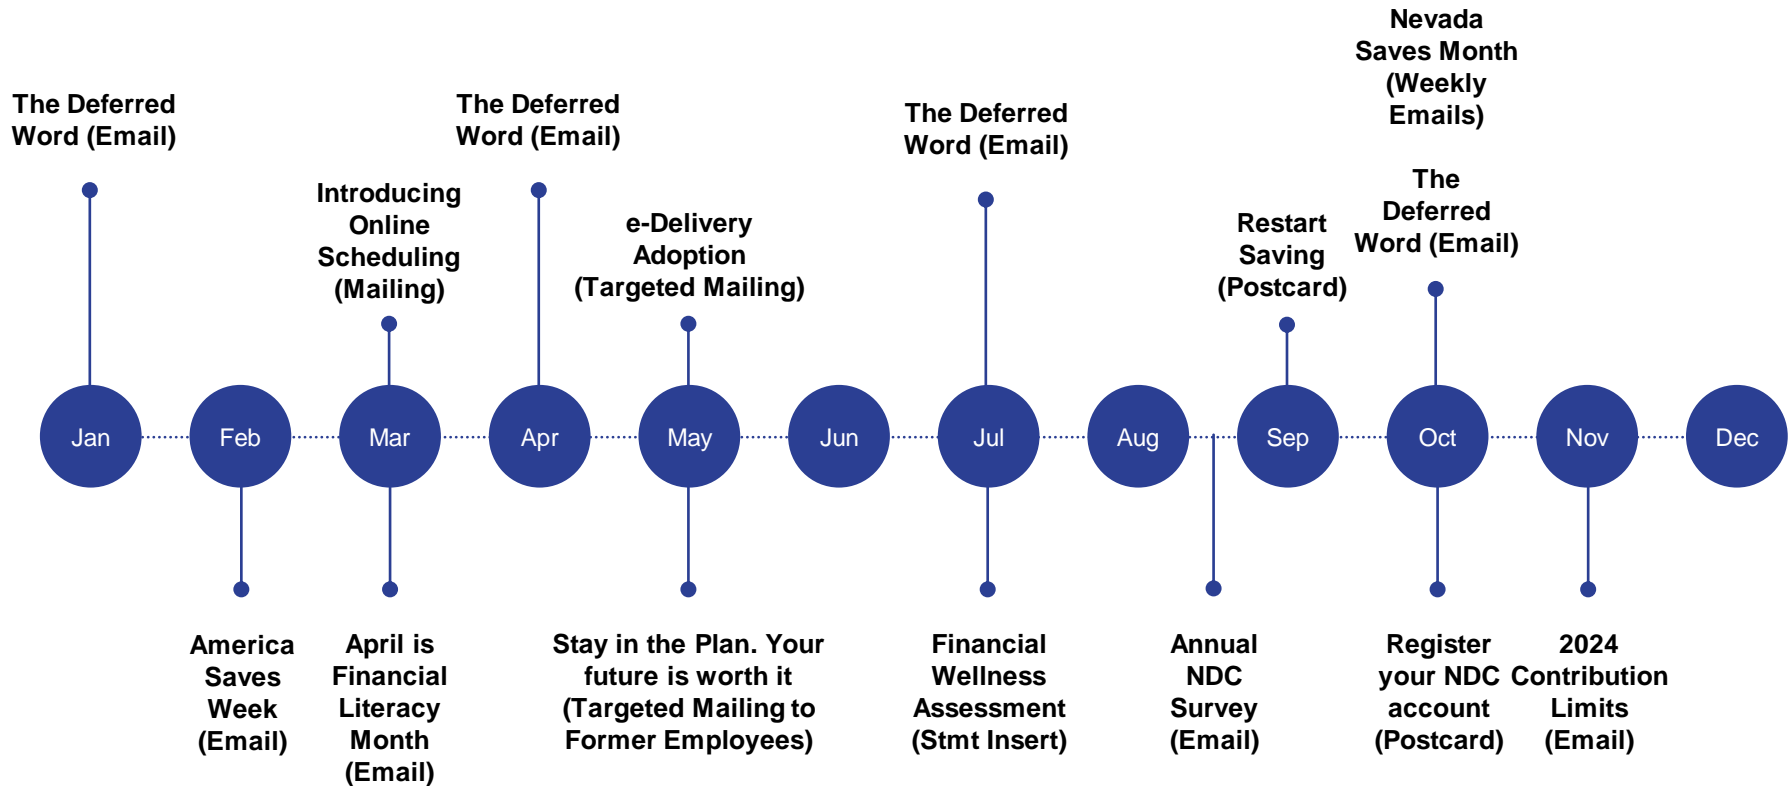 The Deferred
Word (Email)
Introducing
Online
Scheduling
(Mailing)
The Deferred
Word (Email)
e-Delivery
Adoption
(Targeted Mailing)
The Deferred
Word (Email)
Restart
Saving
(Postcard)
Nevada
Saves Month
(Weekly
Emails)
The
Deferred
Word (Email)
Jan
Feb
Mar
Apr
May
Jun
Jul
Aug
Sep
Oct
Nov
Dec
America
Saves
Week
(Email)
April is
Financial
Literacy
Month
(Email)
Stay in the Plan. Your
future is worth it
(Targeted Mailing to
Former Employees)
Financial
Wellness
Assessment
(Stmt Insert)
Annual
NDC
Survey
(Email)
Register
your NDC
account
(Postcard)
2024
Contribution
Limits
(Email)